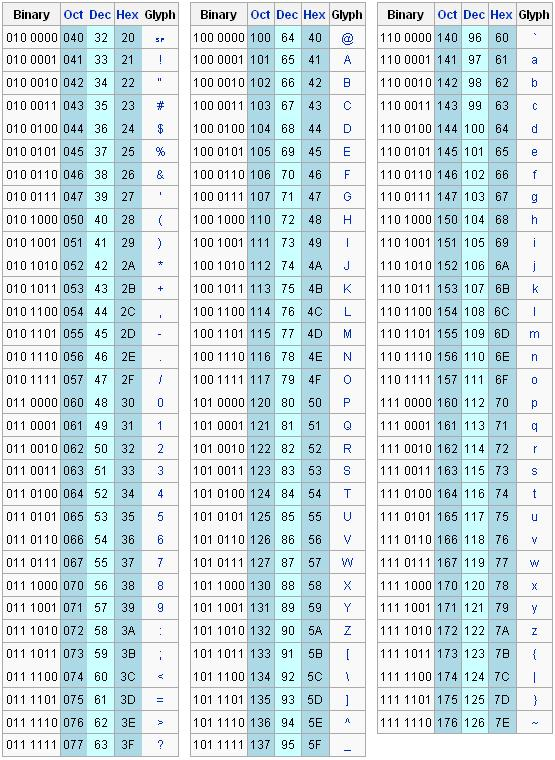 Binary Oct Dec Hex Glyph Binary Oct Dec Hex Glyph Binary Oct Dec Hex Glyph
010 0000 040 32 20 SP 100 0000 100 64 40 @ 110 0000 140 96 60 `
010 0001 041 33 21 ! 100 0001 101 65 41 A 110 0001 141 97 61 a
010 0010 042 34 22 " 100 0010 102 66 42 B 110 0010 142 98 62 b
010 0011 043 35 23 # 100 0011 103 67 43 C 110 0011 143 99 63 c
010 0100 044 36 24 $ 100 0100 104 68 44 D 110 0100 144 100 64 d
010 0101 045 37 25 % 100 0101 105 69 45 E 110 0101 145 101 65 e
010 0110 046 38 26 & 100 0110 106 70 46 F 110 0110 146 102 66 f
010 0111 047 39 27 ' 100 0111 107 71 47 G 110 0111 147 103 67 g
010 1000 050 40 28 ( 100 1000 110 72 48 H 110 1000 150 104 68 h
010 1001 051 41 29 ) 100 1001 111 73 49 I 110 1001 151 105 69 i
010 1010 052 42 2A * 100 1010 112 74 4A J 110 1010 152 106 6A j
010 1011 053 43 2B + 100 1011 113 75 4B K 110 1011 153 107 6B k
010 1100 054 44 2C , 100 1100 114 76 4C L 110 1100 154 108 6C l
010 1101 055 45 2D - 100 1101 115 77 4D M 110 1101 155 109 6D m
010 1110 056 46 2E . 100 1110 116 78 4E N 110 1110 156 110 6E n
010 1111 057 47 2F / 100 1111 117 79 4F O 110 1111 157 111 6F o
011 0000 060 48 30 0 101 0000 120 80 50 P 111 0000 160 112 70 p
011 0001 061 49 31 1 101 0001 121 81 51 Q 111 0001 161 113 71 q
011 0010 062 50 32 2 101 0010 122 82 52 R 111 0010 162 114 72 r
011 0011 063 51 33 3 101 0011 123 83 53 S 111 0011 163 115 73 s
011 0100 064 52 34 4 101 0100 124 84 54 T 111 0100 164 116 74 t
011 0101 065 53 35 5 101 0101 125 85 55 U 111 0101 165 117 75 u
011 0110 066 54 36 6 101 0110 126 86 56 V 111 0110 166 118 76 v
011 0111 067 55 37 7 101 0111 127 87 57 W 111 0111 167 119 77 w
011 1000 070 56 38 8 101 1000 130 88 58 X 111 1000 170 120 78 x
011 1001 071 57 39 9 101 1001 131 89 59 Y 111 1001 171 121 79 y
011 1010 072 58 3A : 101 1010 132 90 5A Z 111 1010 172 122 7A z
011 1011 073 59 3B ; 101 1011 133 91 5B [ 111 1011 173 123 7B {
011 1100 074 60 3C < 101 1100 134 92 5C \ 111 1100 174 124 7C |
011 1101 075 61 3D = 101 1101 135 93 5D ] 111 1101 175 125 7D }
011 1110 076 62 3E > 101 1110 136 94 5E ^ 111 1110 176 126 7E ~
011 1111 077 63 3F ? 101 1111 137 95 5F _